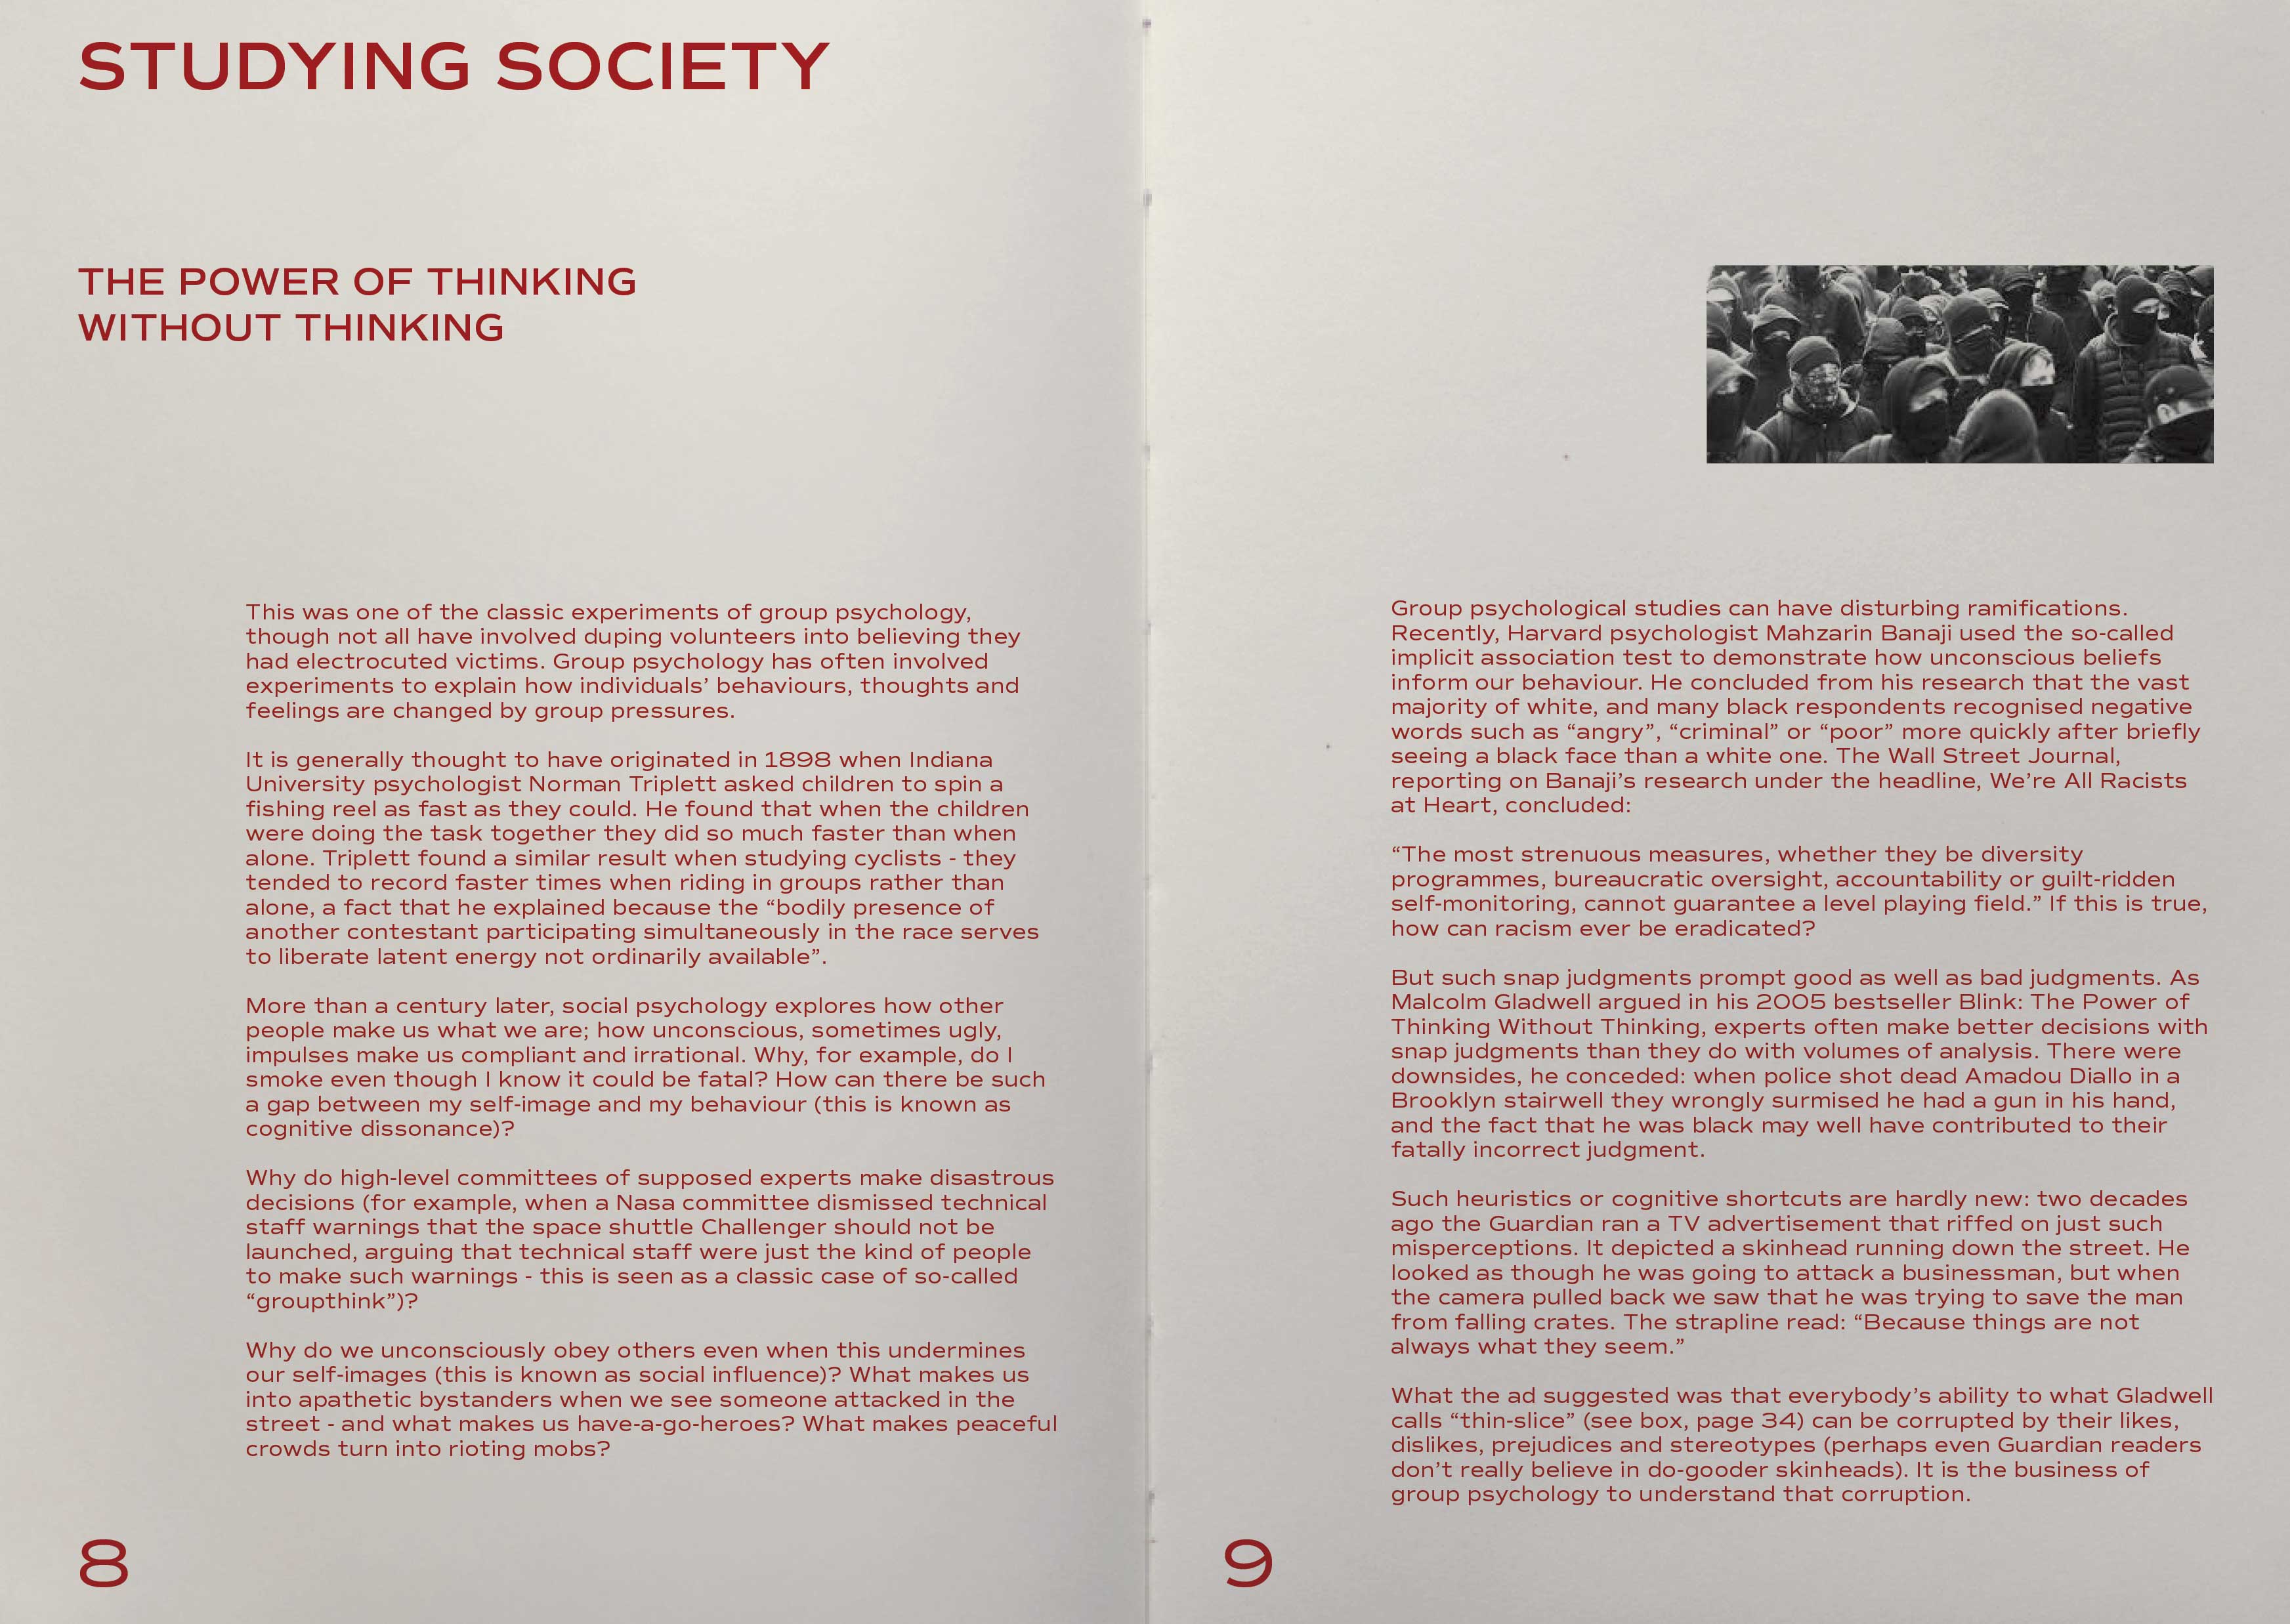 STUDYING SOCIETY
THE POWER OF THINKING
WITHOUT THINKING
This was one of the classic experiments of group psychology,
though not all have involved duping volunteers into believing they
had electrocuted victims. Group psychology has often involved
experiments to explain how individuals’ behaviours, thoughts and
feelings are changed by group pressures.
It is generally thought to have originated in 1898 when Indiana
University psychologist Norman Triplett asked children to spin a
fishing reel as fast as they could. He found that when the children
were doing the task together they did so much faster than when
alone. Triplett found a similar result when studying cyclists - they
tended to record faster times when riding in groups rather than
alone, a fact that he explained because the “bodily presence of
another contestant participating simultaneously in the race serves
to liberate latent energy not ordinarily available”.
More than a century later, social psychology explores how other
people make us what we are; how unconscious, sometimes ugly,
impulses make us compliant and irrational. Why, for example, do I
smoke even though I know it could be fatal? How can there be such
a gap between my self-image and my behaviour (this is known as
cognitive dissonance)?
Why do high-level committees of supposed experts make disastrous
decisions (for example, when a Nasa committee dismissed technical
staff warnings that the space shuttle Challenger should not be
launched, arguing that technical staff were just the kind of people
to make such warnings - this is seen as a classic case of so-called
“groupthink”)?
Why do we unconsciously obey others even when this undermines
our self-images (this is known as social influence)? What makes us
into apathetic bystanders when we see someone attacked in the
street - and what makes us have-a-go-heroes? What makes peaceful
crowds turn into rioting mobs?
8
Group psychological studies can have disturbing ramifications.
Recently, Harvard psychologist Mahzarin Banaji used the so-called
implicit association test to demonstrate how unconscious beliefs
inform our behaviour. He concluded from his research that the vast
majority of white, and many black respondents recognised negative
words such as “angry”, “criminal” or “poor” more quickly after briefly
seeing a black face than a white one. The Wall Street Journal,
reporting on Banaji’s research under the headline, We’re All Racists
at Heart, concluded:
“The most strenuous measures, whether they be diversity
programmes, bureaucratic oversight, accountability or guilt-ridden
self-monitoring, cannot guarantee a level playing field.” If this is true,
how can racism ever be eradicated?
But such snap judgments prompt good as well as bad judgments. As
Malcolm Gladwell argued in his 2005 bestseller Blink: The Power of
Thinking Without Thinking, experts often make better decisions with
snap judgments than they do with volumes of analysis. There were
downsides, he conceded: when police shot dead Amadou Diallo in a
Brooklyn stairwell they wrongly surmised he had a gun in his hand,
and the fact that he was black may well have contributed to their
fatally incorrect judgment.
Such heuristics or cognitive shortcuts are hardly new: two decades
ago the Guardian ran a TV advertisement that riffed on just such
misperceptions. It depicted a skinhead running down the street. He
looked as though he was going to attack a businessman, but when
the camera pulled back we saw that he was trying to save the man
from falling crates. The strapline read: “Because things are not
always what they seem.”
What the ad suggested was that everybody’s ability to what Gladwell
calls “thin-slice” (see box, page 34) can be corrupted by their likes,
dislikes, prejudices and stereotypes (perhaps even Guardian readers
don’t really believe in do-gooder skinheads). It is the business of
group psychology to understand that corruption.
9